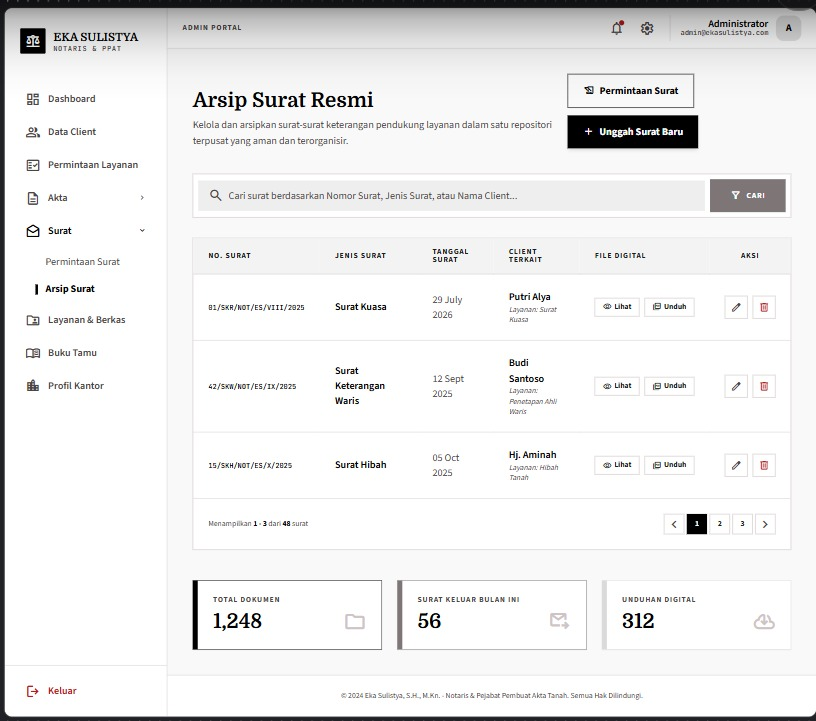 EKA SULISTYA
NOTARIS & PPAT
ADMIN PORTAL
Administrator
admin@ekasulistya.com
A
Dashboard
Data Client
Permintaan Layanan
Akta
Surat
Permintaan Surat
Arsip Surat
Layanan & Berkas
Buku Tamu
Profil Kantor
Keluar
Arsip Surat Resmi
Kelola dan arsipkan surat-surat keterangan pendukung layanan dalam satu repositori
terpusat yang aman dan terorganisir.
Permintaan Surat
+ Unggah Surat Baru
Cari surat berdasarkan Nomor Surat, Jenis Surat, atau Nama Client...
CARI
NO. SURAT
JENIS SURAT
TANGGAL
SURAT
CLIENT
TERKAIT
FILE DIGITAL
AKSI
01/SKR/NOT/ES/VIII/2025
Surat Kuasa
29 July
2026
Putri Alya
Layanan: Surat
Kuasa
Lihat
Unduh
42/SKW/NOT/ES/IX/2025
Surat
Keterangan
Waris
12 Sept
2025
Budi
Santoso
Layanan:
Penetapan Ahli
Waris
Lihat
Unduh
15/SKH/NOT/ES/X/2025
Surat Hibah
05 Oct
2025
Hj. Aminah
Layanan: Hibah
Tanah
Lihat
Unduh
Menampilkan 1 - 3 dari 48 surat
1
2
3
TOTAL DOKUMEN
1,248
SURAT KELUAR BULAN INI
56
UNDUHAN DIGITAL
312
© 2024 Eka Sulistya, S.H., M.Kn. - Notaris & Pejabat Pembuat Akta Tanah. Semua Hak Dilindungi.